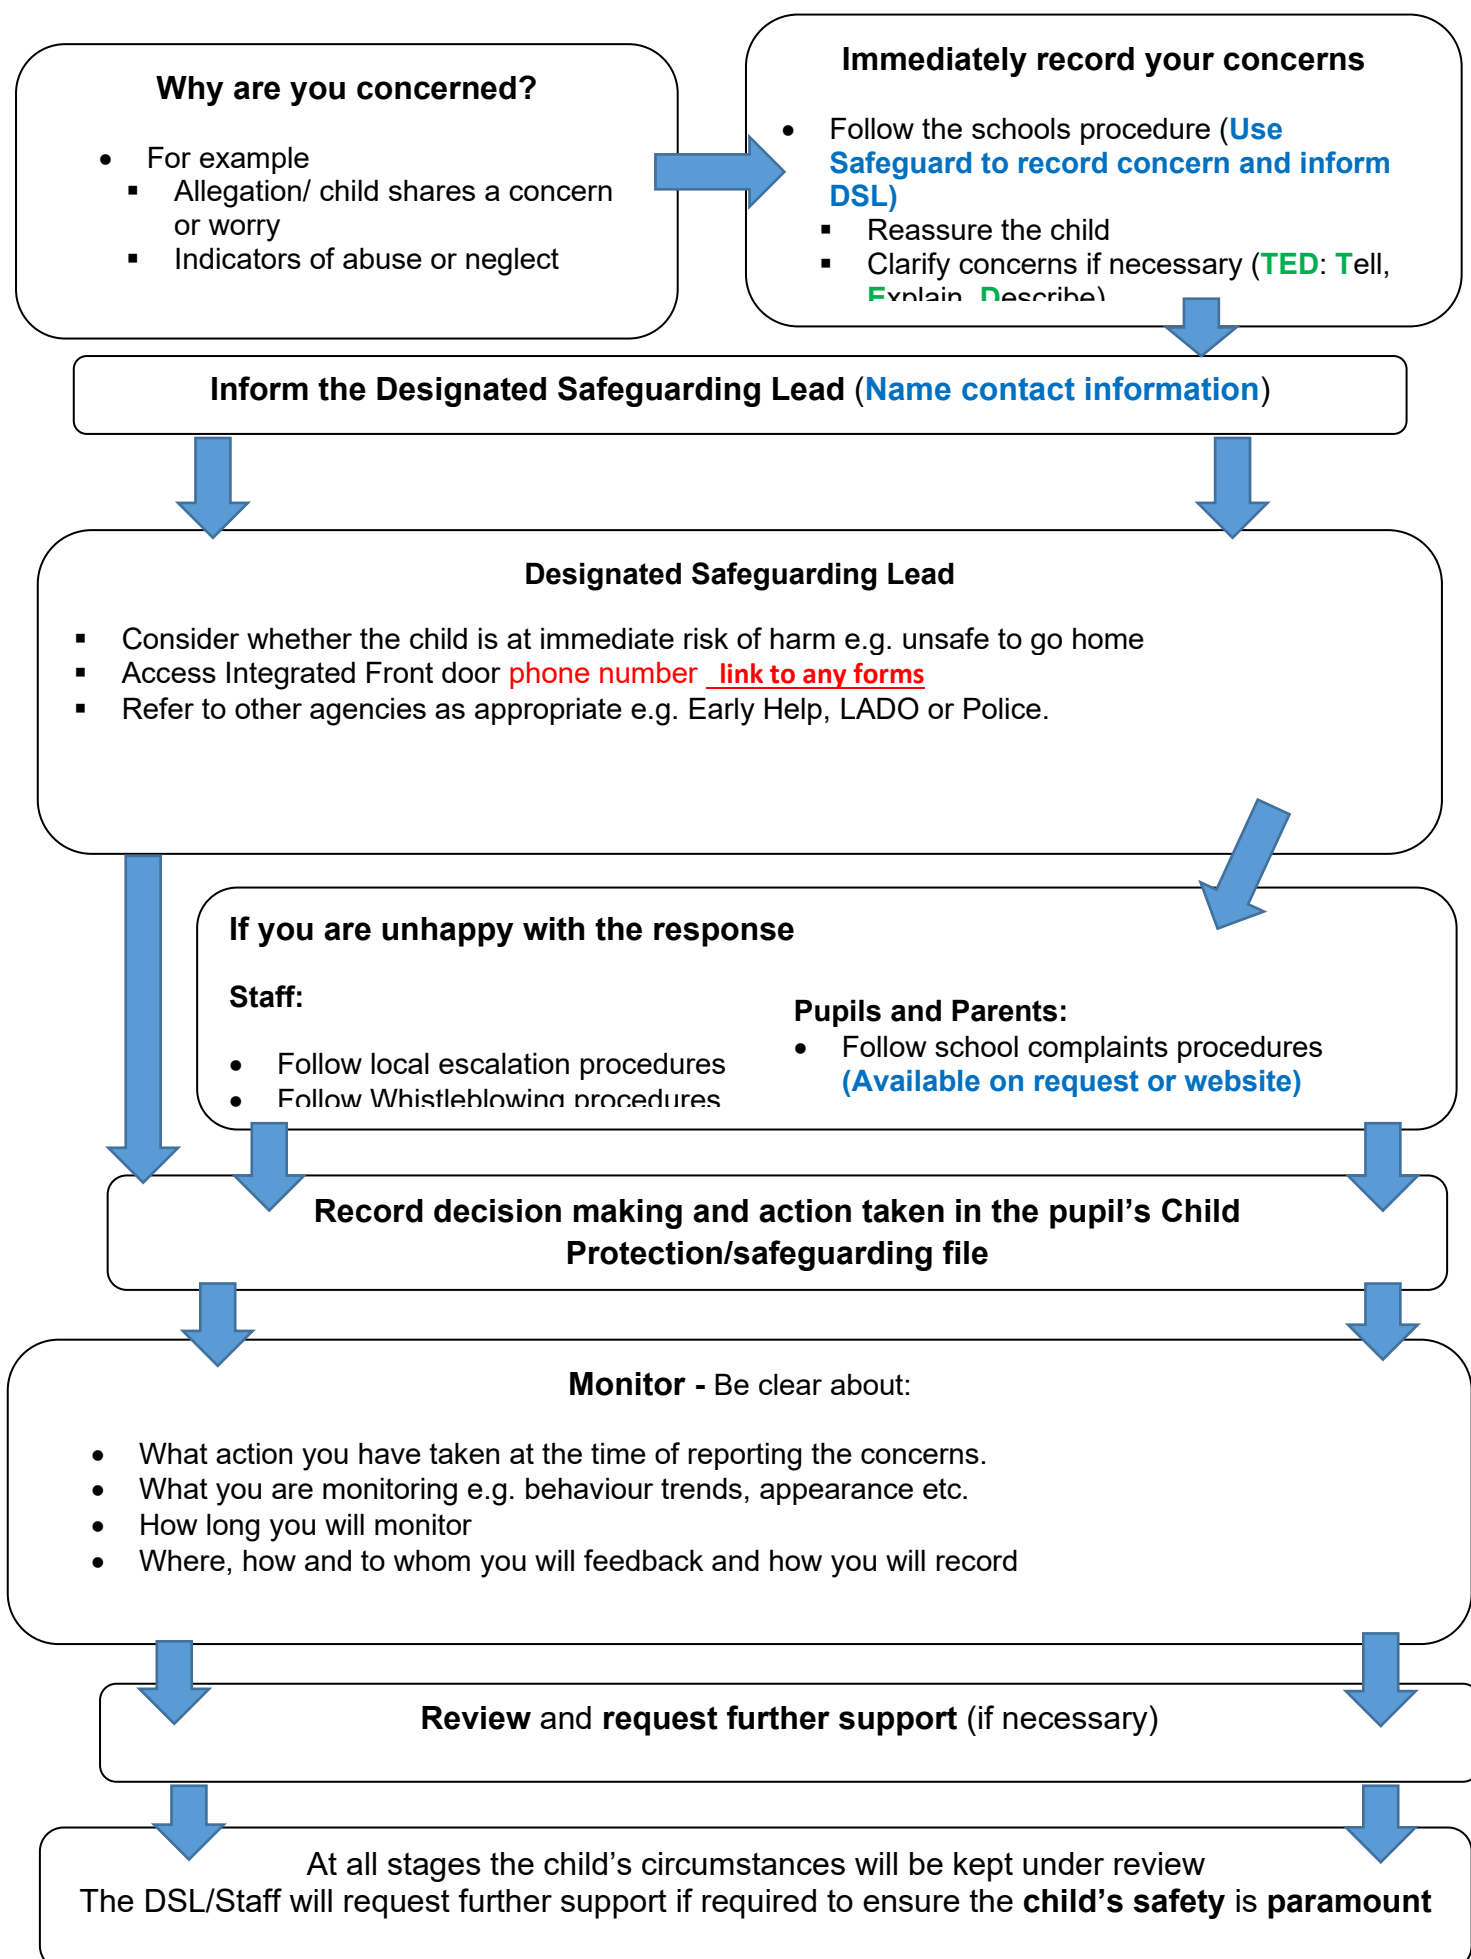 Why are you concerned?
• For example
▪ Allegation/ child shares a concern
or worry
▪ Indicators of abuse or neglect
Immediately record your concerns
• Follow the schools procedure (Use
Safeguard to record concern and inform
DSL)
▪ Reassure the child
▪ Clarify concerns if necessary (TED: Tell,
Explain, Describe)
Inform the Designated Safeguarding Lead (Name contact information)
Designated Safeguarding Lead
▪ Consider whether the child is at immediate risk of harm e.g. unsafe to go home
▪ Access Integrated Front door phone number link to any forms
▪ Refer to other agencies as appropriate e.g. Early Help, LADO or Police.
If you are unhappy with the response
Staff:
• Follow local escalation procedures
• Follow Whistleblowing procedures
Pupils and Parents:
• Follow school complaints procedures
(Available on request or website)
Record decision making and action taken in the pupil’s Child
Protection/safeguarding file
Monitor - Be clear about:
• What action you have taken at the time of reporting the concerns.
• What you are monitoring e.g. behaviour trends, appearance etc.
• How long you will monitor
• Where, how and to whom you will feedback and how you will record
Review and request further support (if necessary)
At all stages the child’s circumstances will be kept under review
The DSL/Staff will request further support if required to ensure the child’s safety is paramount